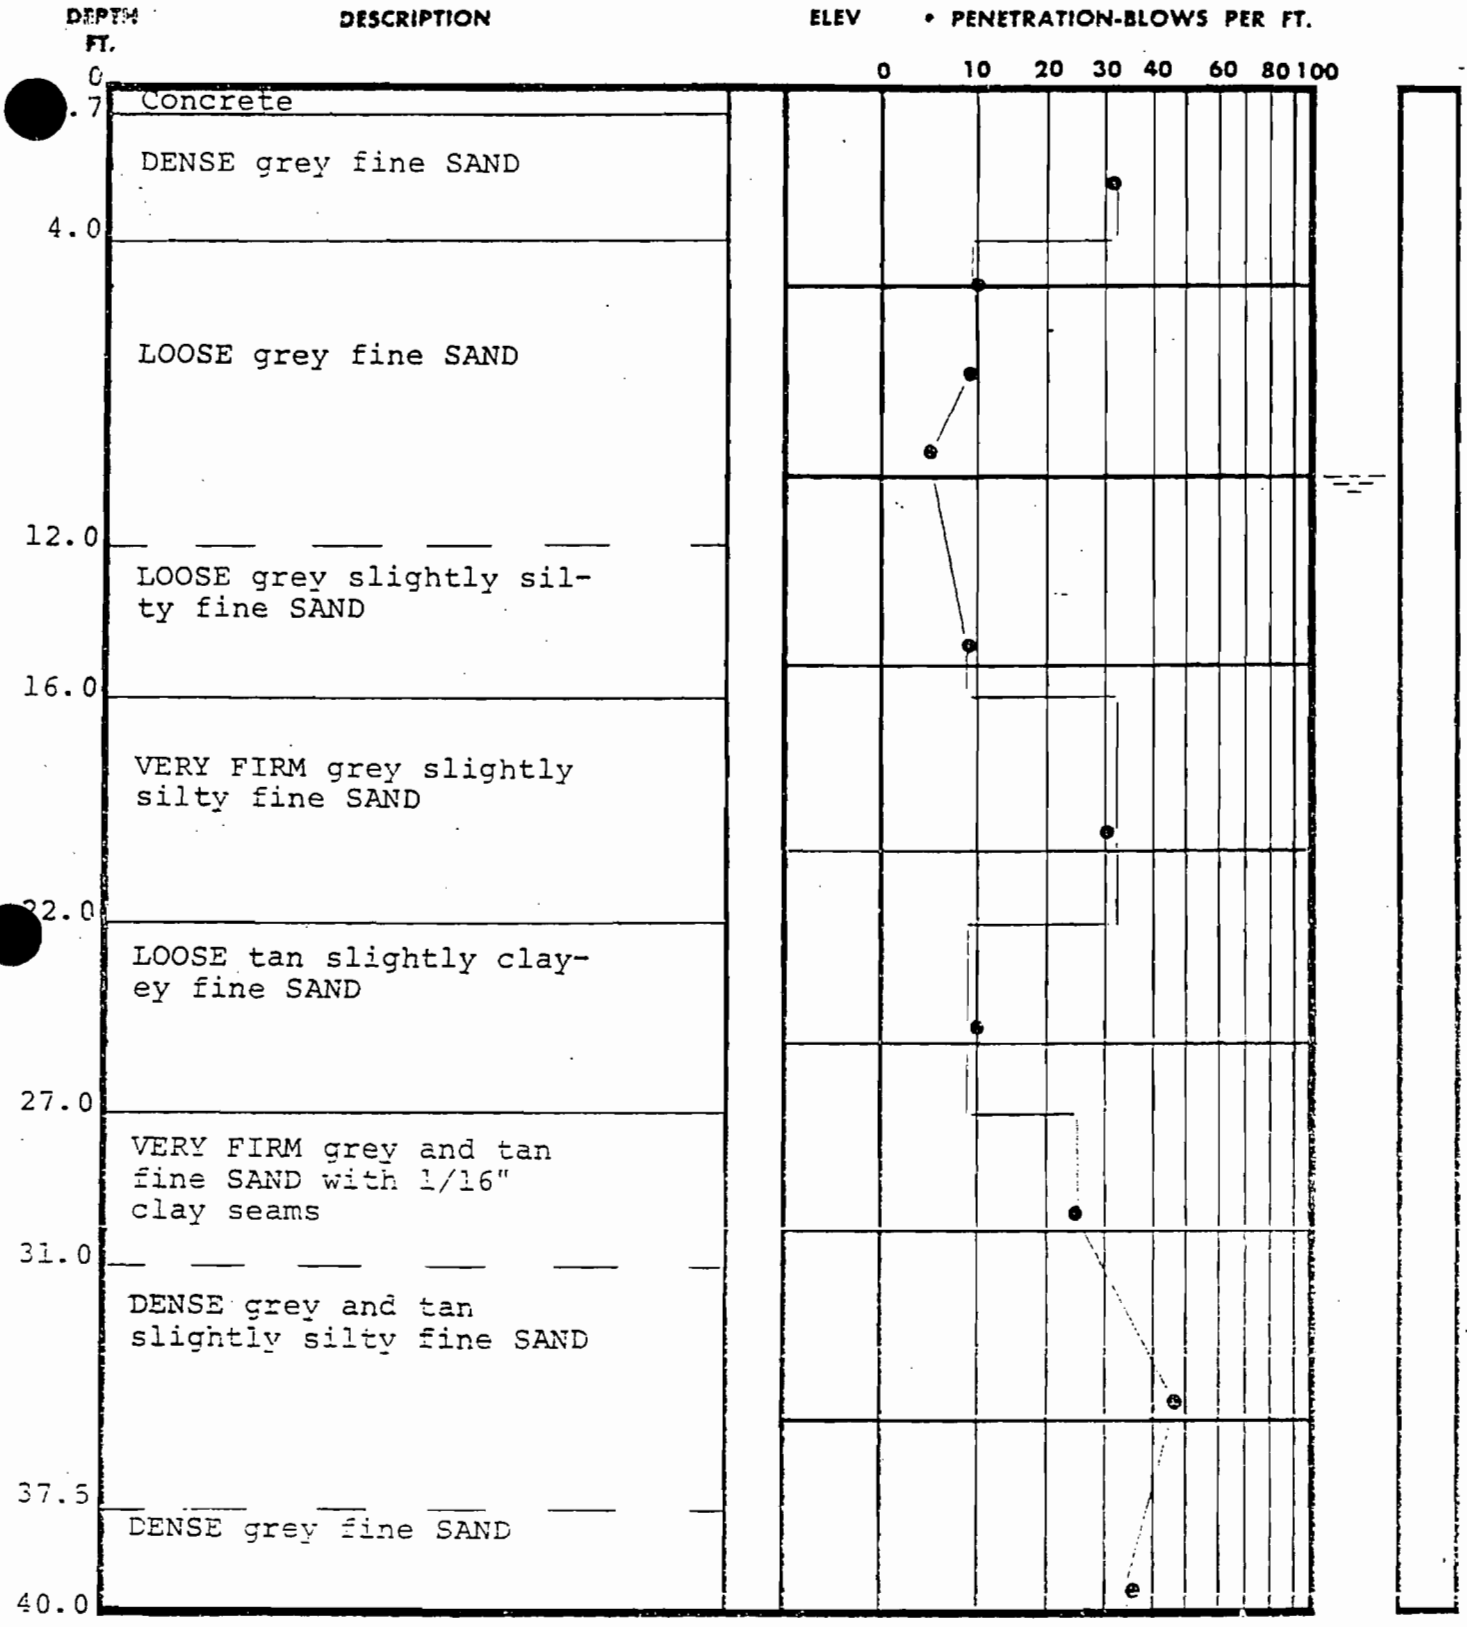 DEPTH DESCRIPTION ELEV • PENETRATION-BLOWS PER FT.
FT.
0 10 20 30 40 60 80 100
0
.7 Concrete
DENSE grey fine SAND
4.0
LOOSE grey fine SAND
12.0
LOOSE grey slightly sil-
ty fine SAND
16.0
VERY FIRM grey slightly
silty fine SAND
22.0
LOOSE tan slightly clay-
ey fine SAND
27.0
VERY FIRM grey and tan
fine SAND with 1/16"
clay seams
31.0
DENSE grey and tan
slightly silty fine SAND
37.5
DENSE grey fine SAND
40.0